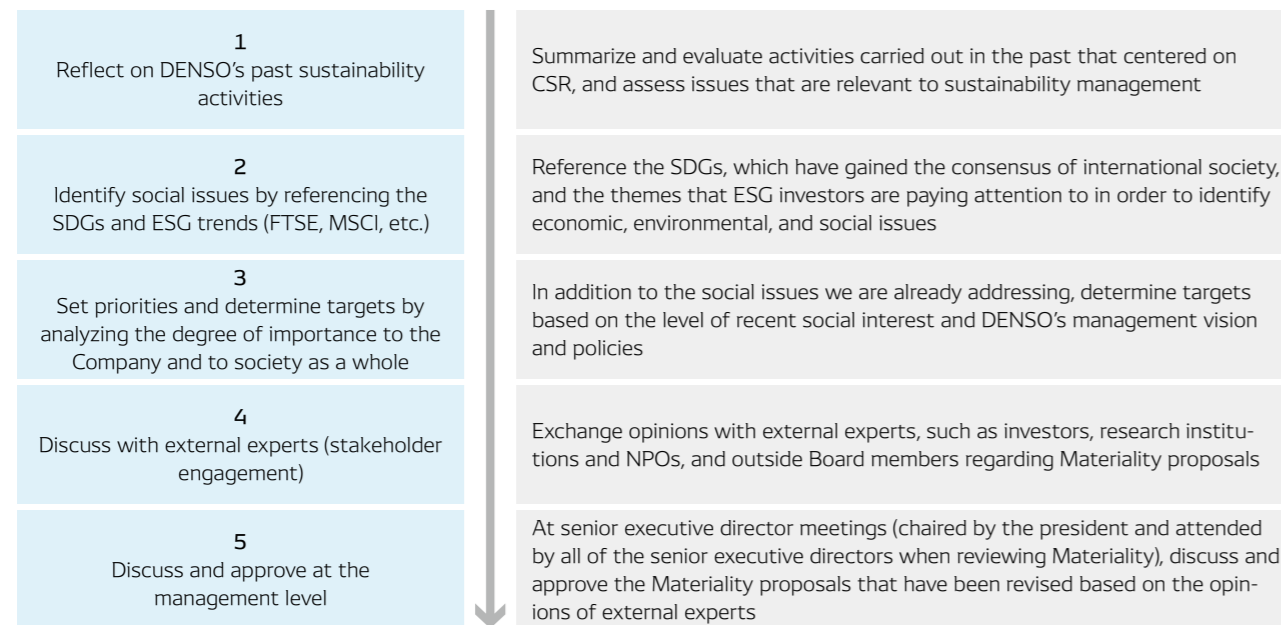 1
Reflect on DENSO's past sustainability
activities
Summarize and evaluate activities carried out in the past that centered on
CSR, and assess issues that are relevant to sustainability management
2
Identify social issues by referencing the
SDGs and ESG trends (FTSE, MSCI, etc.)
Reference the SDGs, which have gained the consensus of international society,
and the themes that ESG investors are paying attention to in order to identify
economic, environmental, and social issues
3
Set priorities and determine targets by
analyzing the degree of importance to the
Company and to society as a whole
In addition to the social issues we are already addressing, determine targets
based on the level of recent social interest and DENSO's management vision
and policies
4
Discuss with external experts (stakeholder
engagement)
Exchange opinions with external experts, such as investors, research institu-
tions and NPOs, and outside Board members regarding Materiality proposals
5
Discuss and approve at the
management level
At senior executive director meetings (chaired by the president and attended
by all of the senior executive directors when reviewing Materiality), discuss and
approve the Materiality proposals that have been revised based on the opin-
ions of external experts